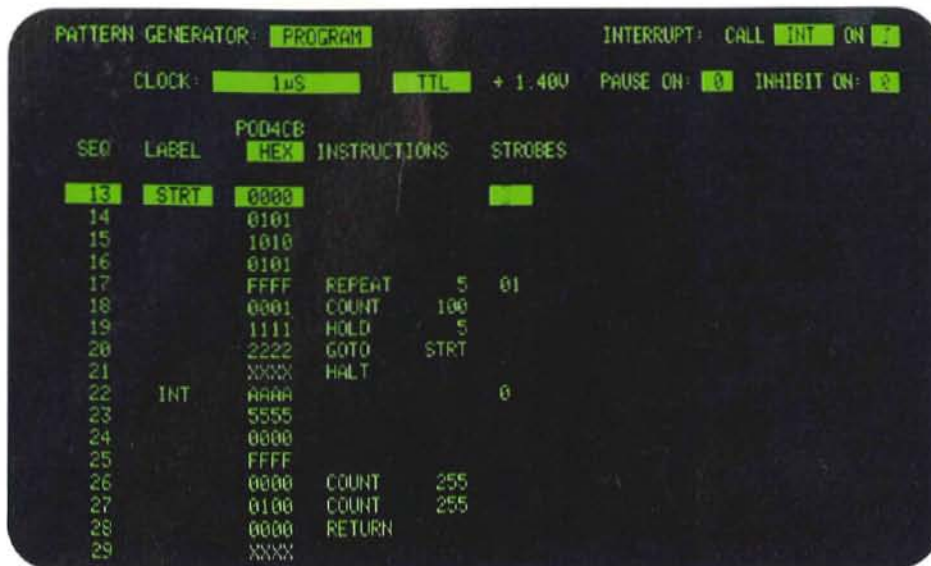 PATTERN GENERATOR: PROGRAM INTERRUPT: CALL INT ON 1
CLOCK: 1µS TTL + 1.40V PAUSE ON: 0 INHIBIT ON: 0
POD4CB
SEQ LABEL HEX INSTRUCTIONS STROBES
13 STRT 0000
14 0101
15 1010
16 0101
17 FFFF REPEAT 5 01
18 0001 COUNT 100
19 1111 HOLD 5
20 2222 GOTO STRT
21 XXXX HALT
22 INT AAAA 0
23 5555
24 0000
25 FFFF
26 0000 COUNT 255
27 0100 COUNT 255
28 0000 RETURN
29 XXXX